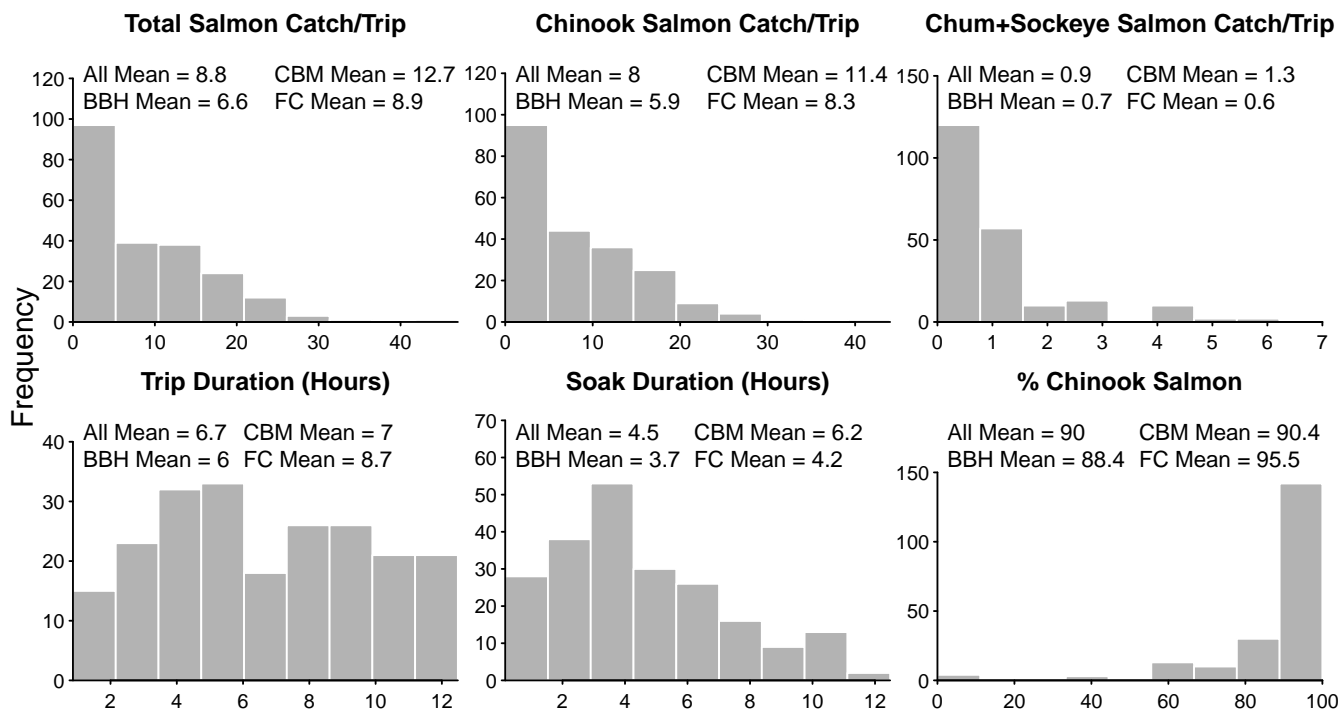 Total Salmon Catch/Trip
All Mean = 8.8 CBM Mean = 12.7
BBH Mean = 6.6 FC Mean = 8.9
120
100
80
60
40
20
0
0 10 20 30 40
Chinook Salmon Catch/Trip
All Mean = 8 CBM Mean = 11.4
BBH Mean = 5.9 FC Mean = 8.3
120
100
80
60
40
20
0
0 10 20 30 40
Chum+Sockeye Salmon Catch/Trip
All Mean = 0.9 CBM Mean = 1.3
BBH Mean = 0.7 FC Mean = 0.6
150
100
50
0
0 1 2 3 4 5 6 7
Frequency
Trip Duration (Hours)
All Mean = 6.7 CBM Mean = 7
BBH Mean = 6 FC Mean = 8.7
40
30
20
10
0
2 4 6 8 10 12
Soak Duration (Hours)
All Mean = 4.5 CBM Mean = 6.2
BBH Mean = 3.7 FC Mean = 4.2
70
60
50
40
30
20
10
0
2 4 6 8 10 12
% Chinook Salmon
All Mean = 90 CBM Mean = 90.4
BBH Mean = 88.4 FC Mean = 95.5
150
100
50
0
0 20 40 60 80 100